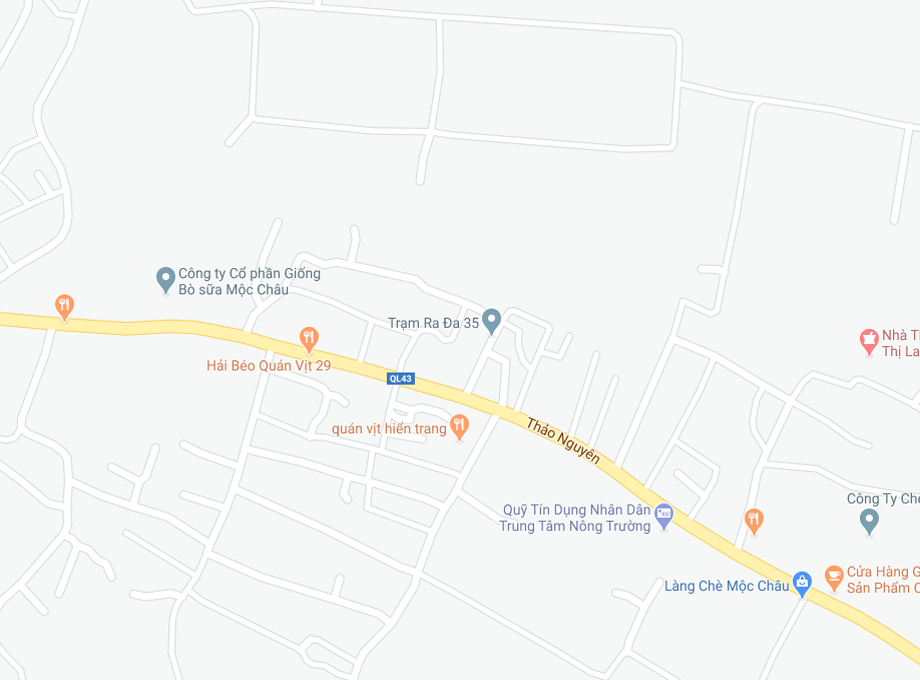 Công ty Cổ phần Giống
Bò sữa Mộc Châu
Trạm Ra Đa 35
Nhà T
Thị La
Hải Béo Quán Vịt 29
QL43
quán vịt hiến trang
Thảo Nguyên
Công Ty Ch
Quỹ Tín Dụng Nhân Dân
Trung Tâm Nông Trường
Cửa Hàng G
Sản Phẩm C
Làng Chè Mộc Châu